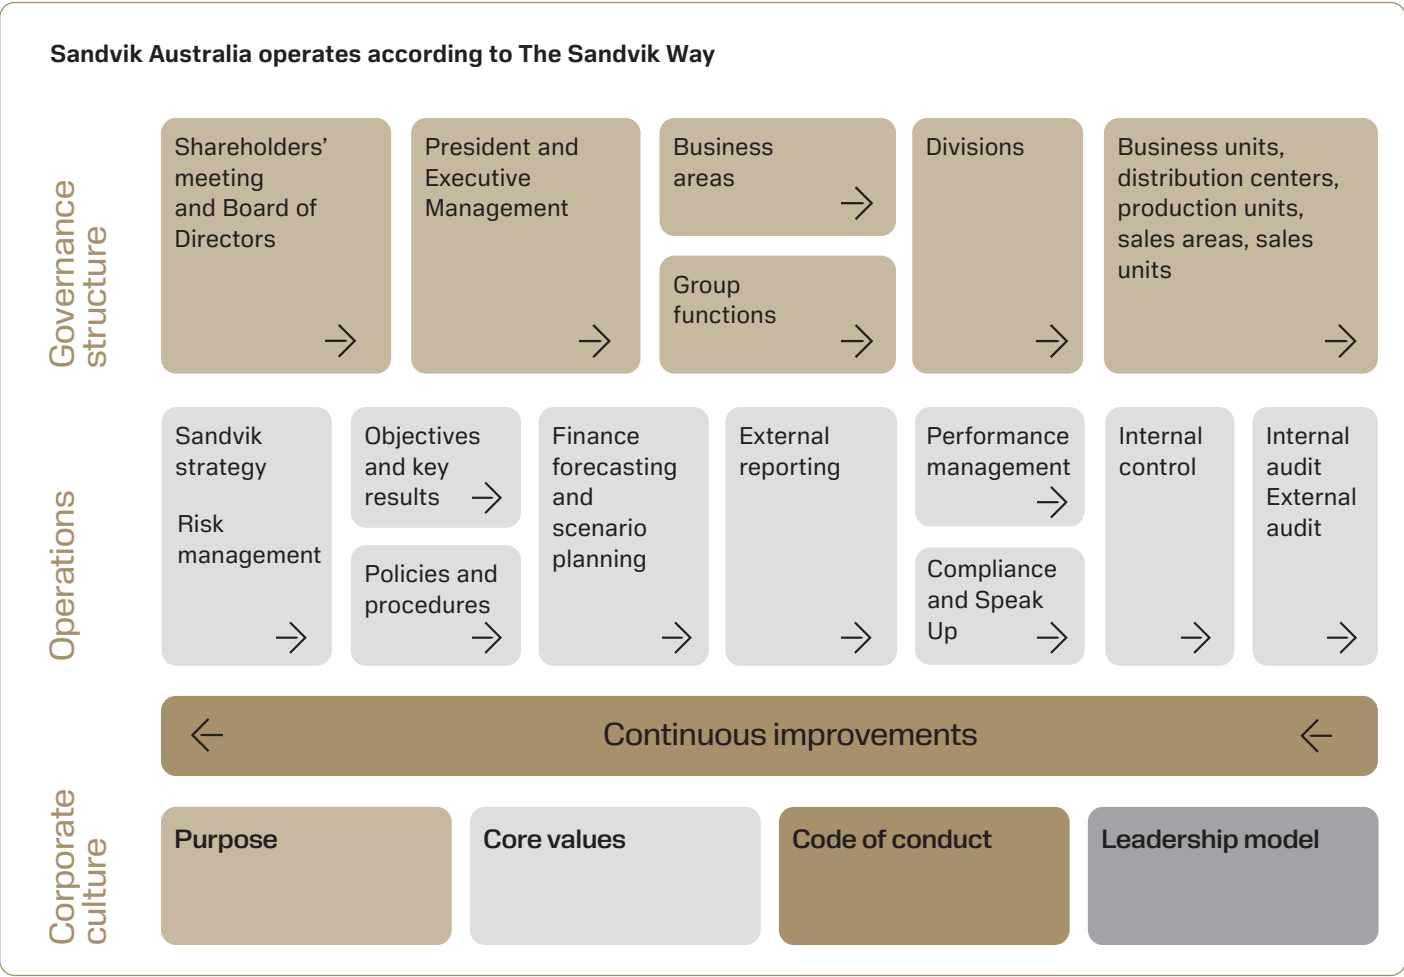 Sandvik Australia operates according to The Sandvik Way
Governance
structure
Shareholders’
meeting
and Board of
Directors
President and
Executive
Management
Business
areas
Group
functions
Divisions
Business units,
distribution centers,
production units,
sales areas, sales
units
Operations
Sandvik
strategy
Risk
management
Objectives
and key
results
Policies and
procedures
Finance
forecasting
and
scenario
planning
External
reporting
Performance
management
Compliance
and Speak
Up
Internal
control
Internal
audit
External
audit
Continuous improvements
Corporate
culture
Purpose
Core values
Code of conduct
Leadership model